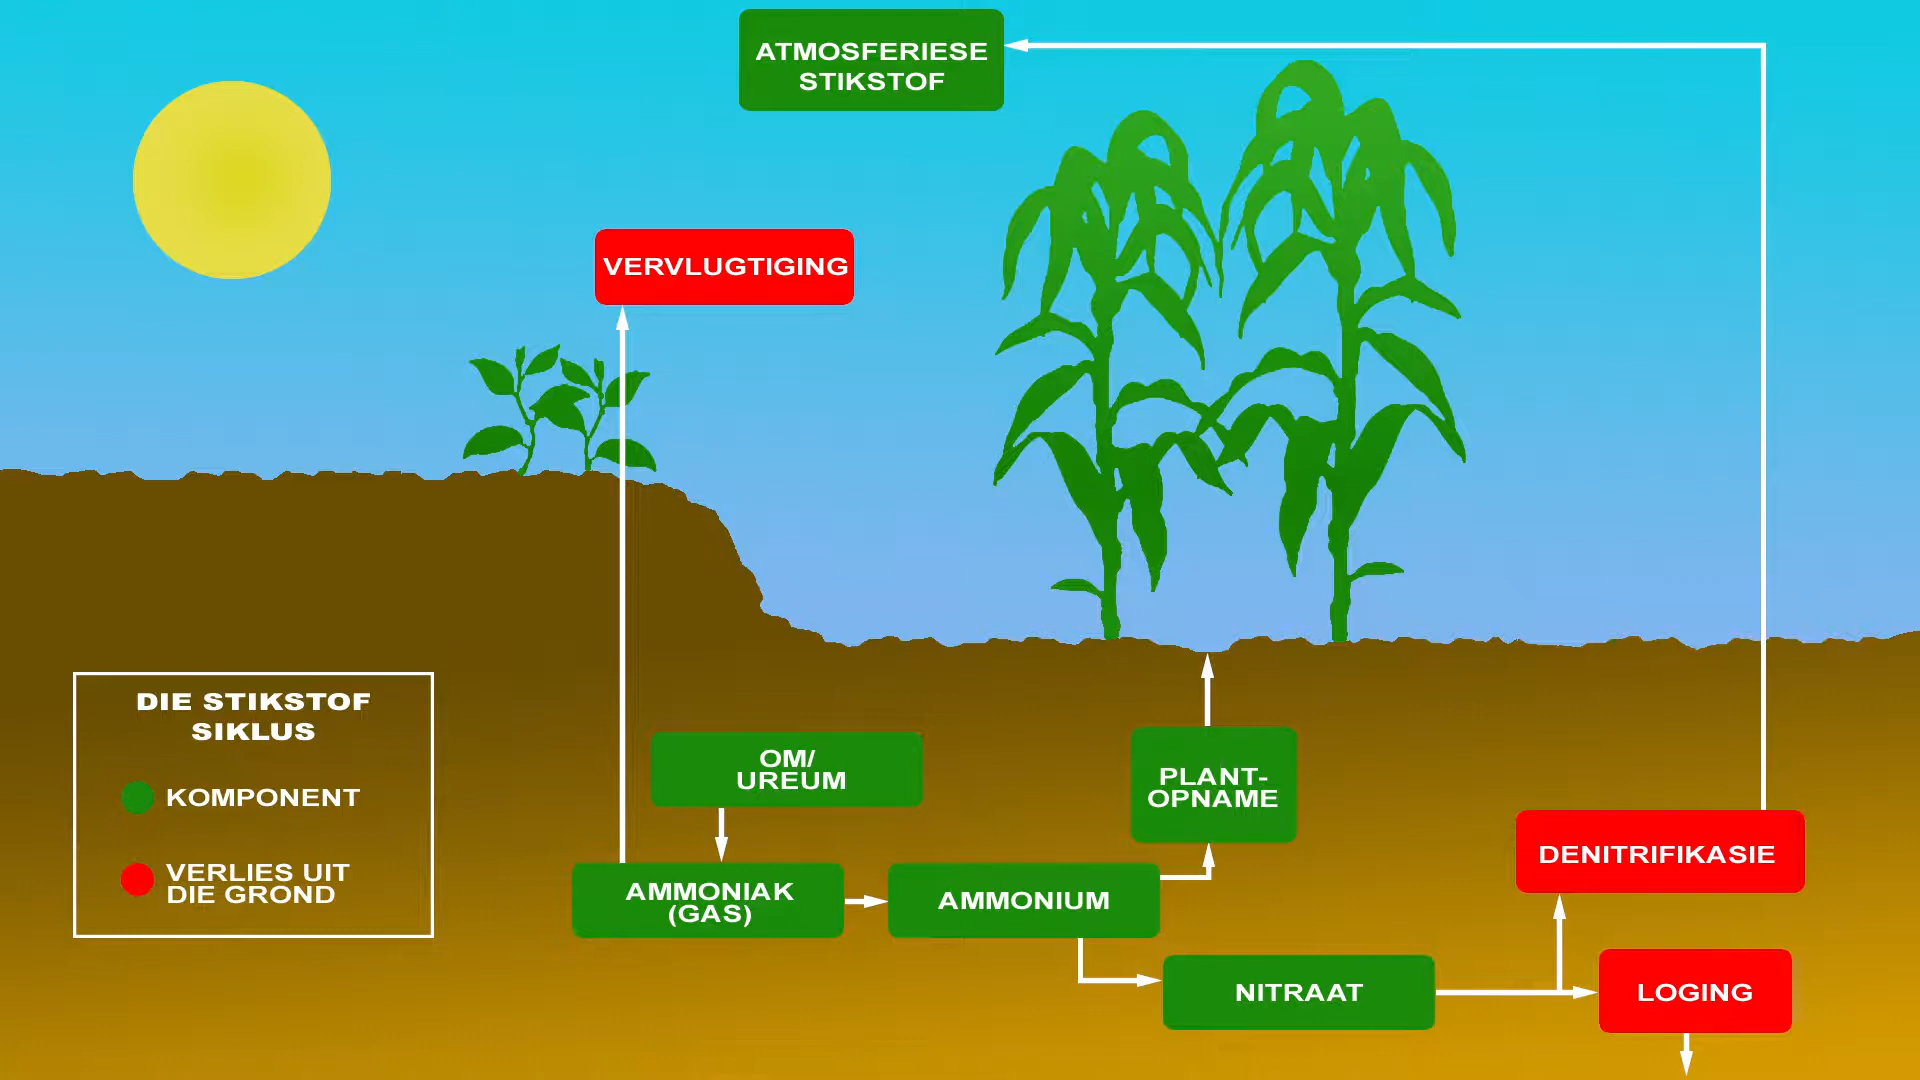 ATMOSFERIESE
STIKSTOF
VERVLUGTIGING
DIE STIKSTOF
SIKLUS
KOMPONENT
VERLIES UIT
DIE GROND
OM/
UREUM
AMMONIAK
(GAS)
AMMONIUM
PLANT-
OPNAME
NITRAAT
DENITRIFIKASIE
LOGING